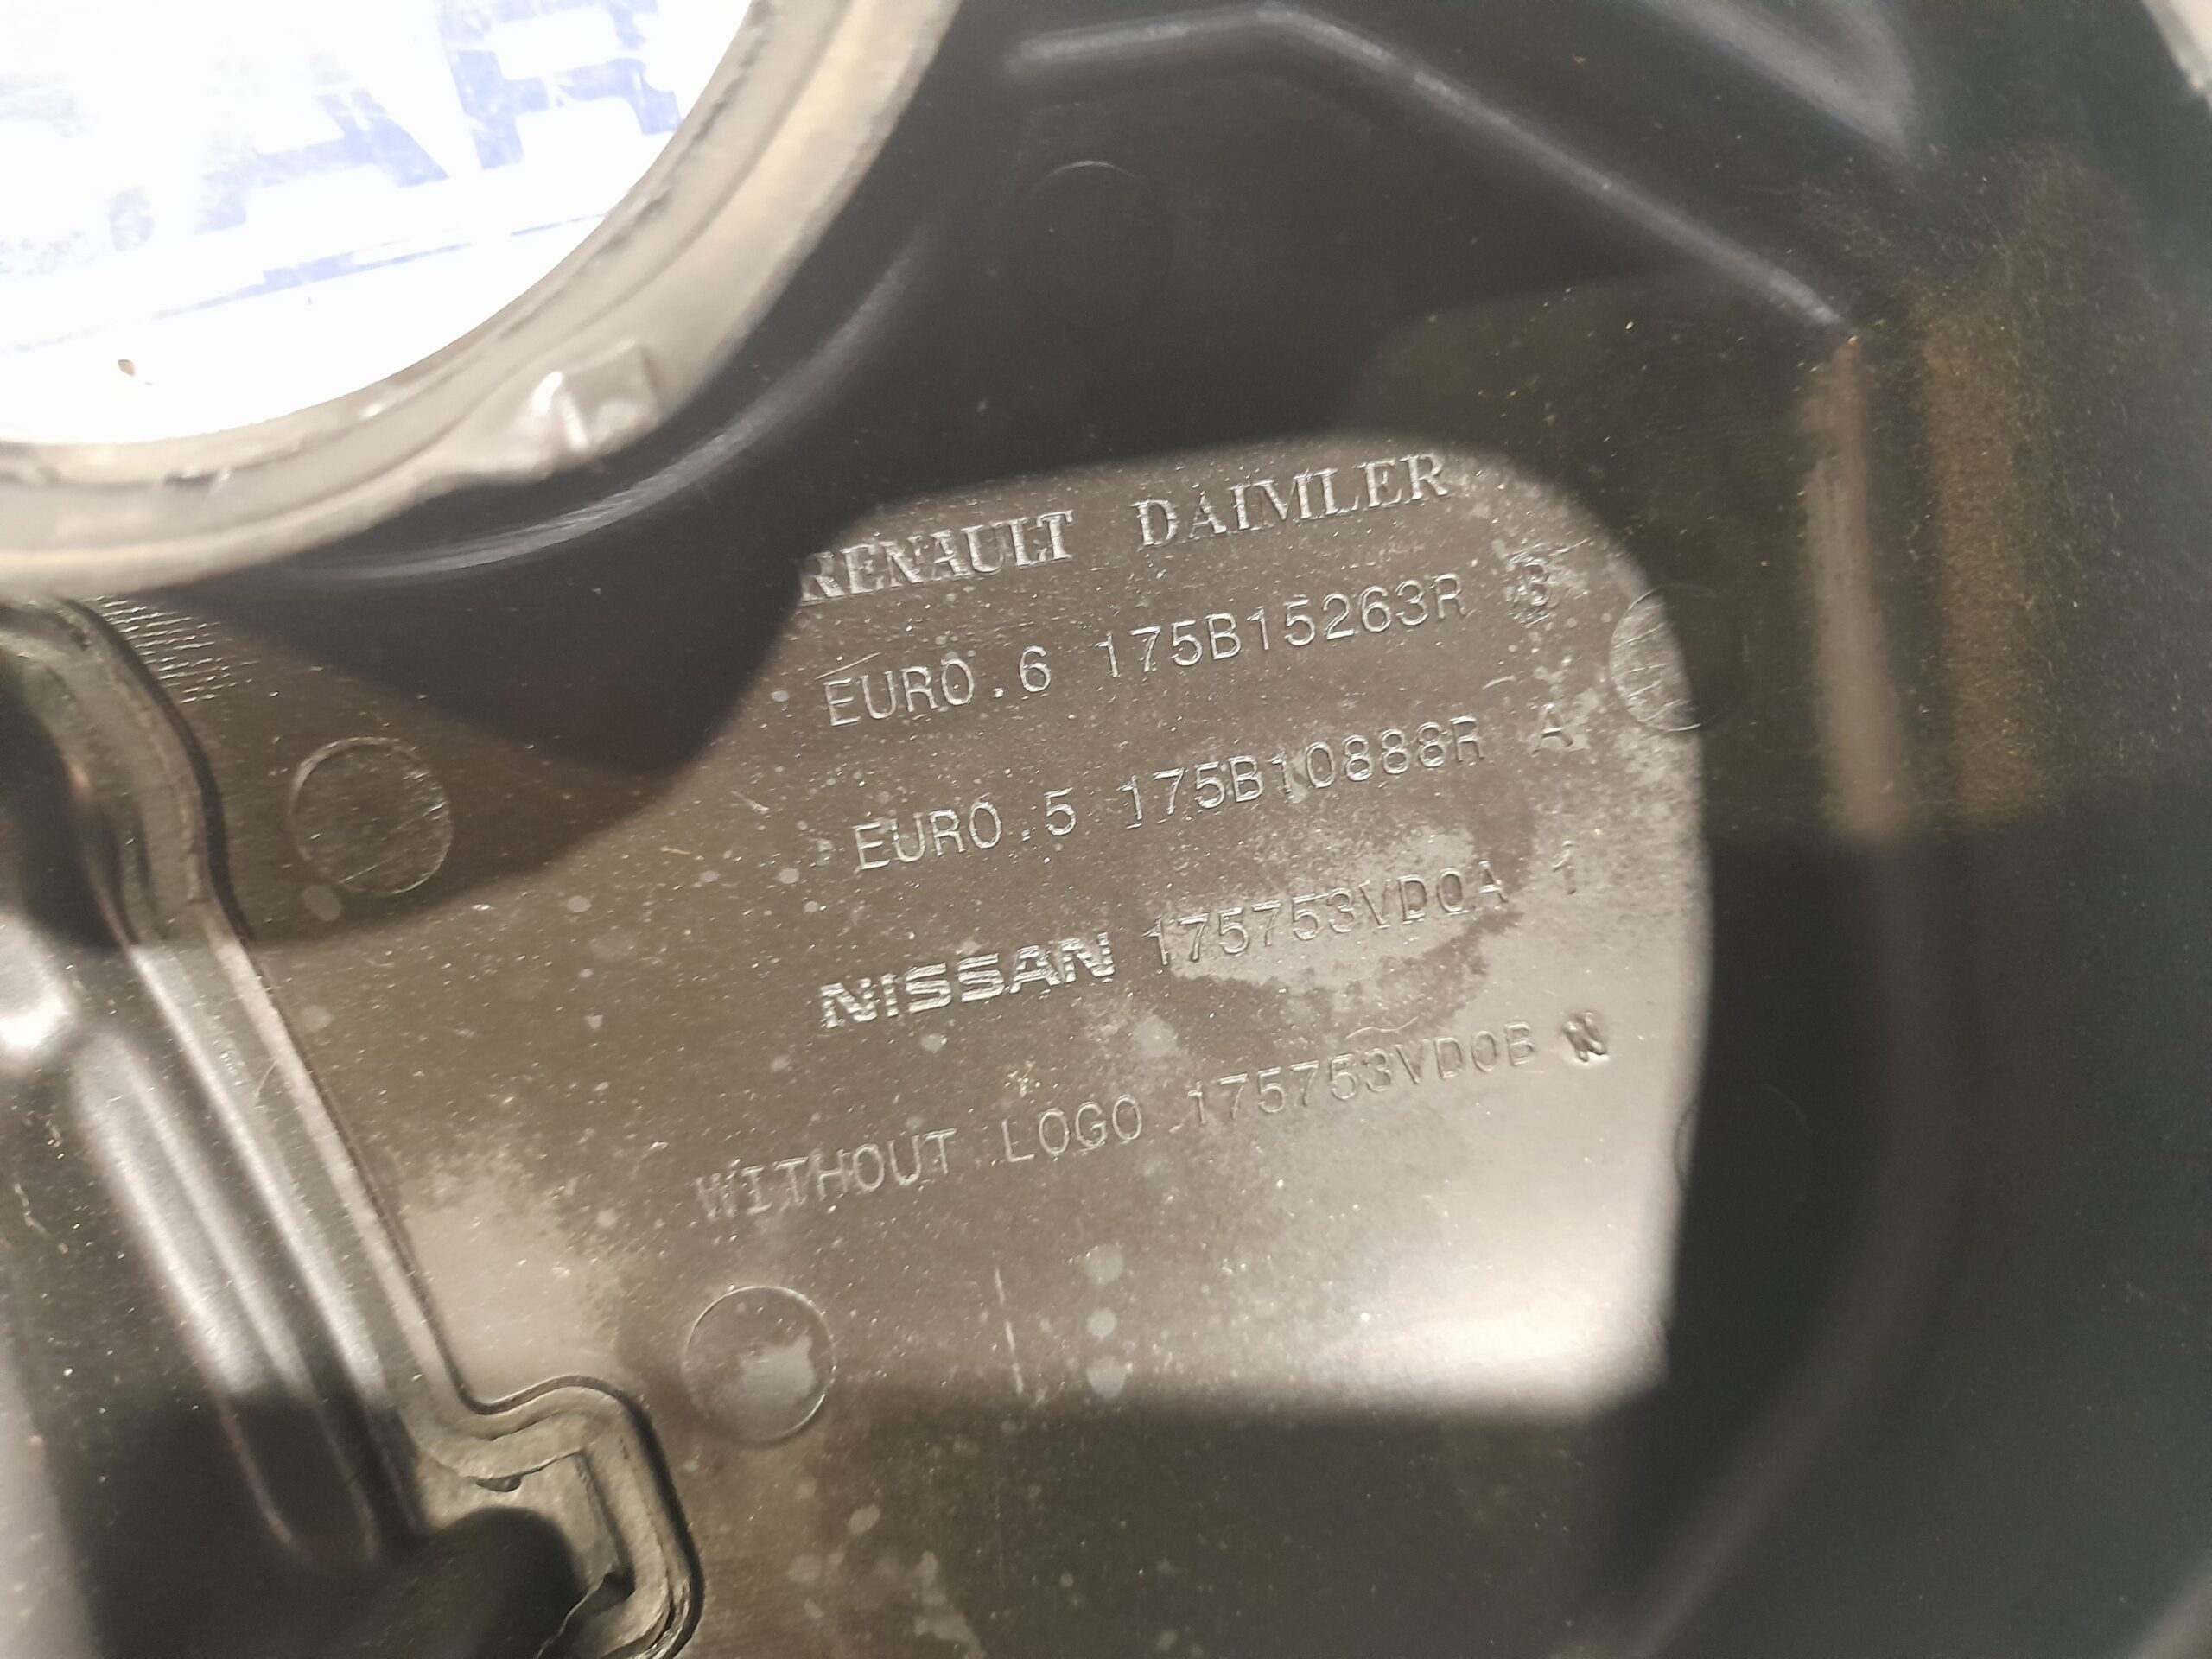 RENAULT DAIMLER
EURO.6 175B15263R B
EURO.5 175B10888R A
NISSAN 175753VD0A 1
WITHOUT LOGO 175753VD0B N